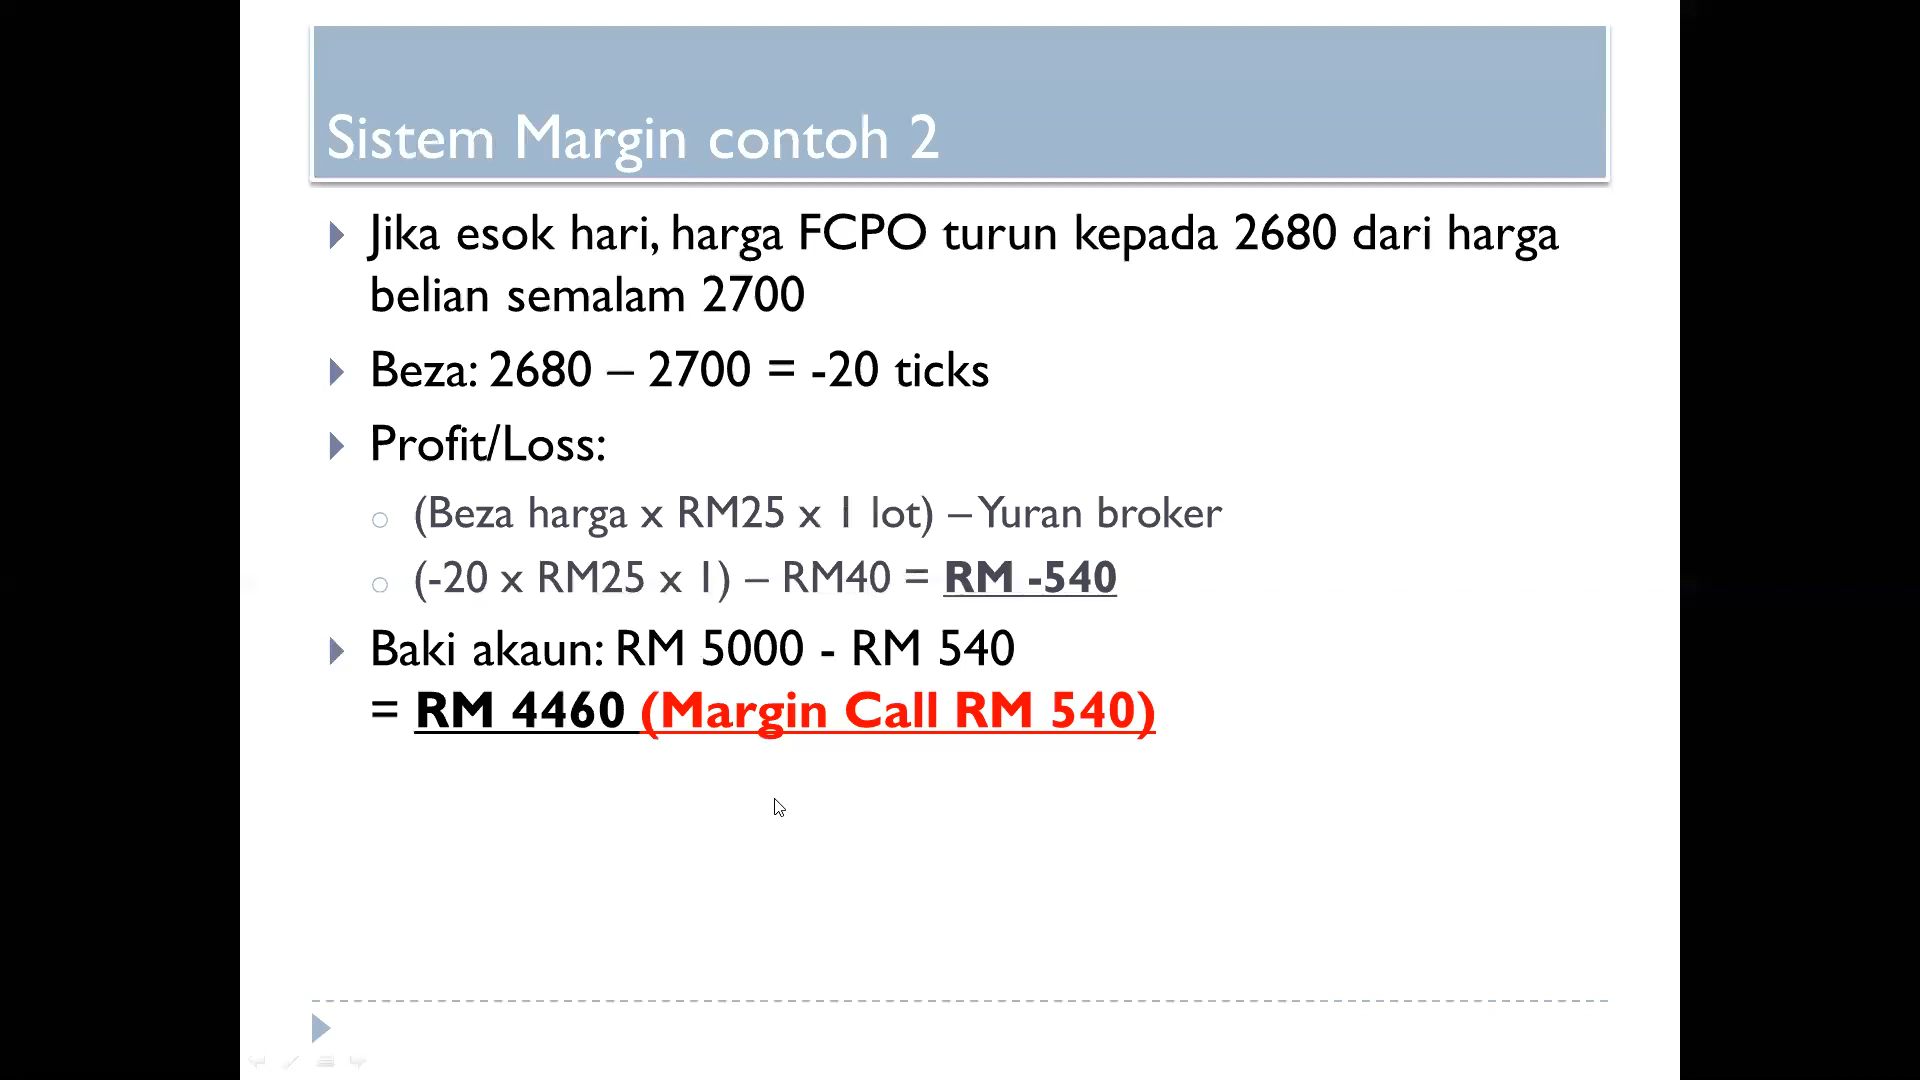 Sistem Margin contoh 2
Jika esok hari, harga FCPO turun kepada 2680 dari harga
belian semalam 2700
Beza: 2680 – 2700 = -20 ticks
Profit/Loss:
(Beza harga x RM25 x 1 lot) – Yuran broker
(-20 x RM25 x 1) – RM40 = RM -540
Baki akaun: RM 5000 - RM 540
= RM 4460 (Margin Call RM 540)